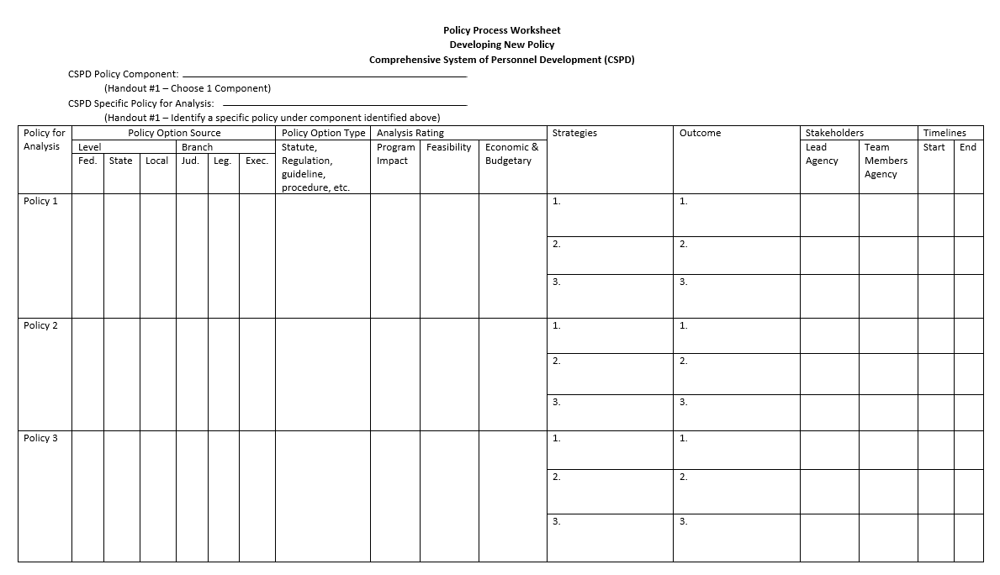 Policy Process Worksheet
Developing New Policy
Comprehensive System of Personnel Development (CSPD)
CSPD Policy Component:
(Handout #1 – Choose 1 Component)
CSPD Specific Policy for Analysis:
(Handout #1 – Identify a specific policy under component identified above)
Policy for Analysis
Policy Option Source
Policy Option Type
Analysis Rating
Strategies
Outcome
Stakeholders
Timelines
Level
Branch
Statute,
Regulation,
guideline,
procedure, etc.
Program
Impact
Feasibility
Economic &
Budgetary
Lead
Agency
Team
Members
Agency
Start
End
Fed.
State
Local
Jud.
Leg.
Exec.
Policy 1
1.
1.
2.
2.
3.
3.
Policy 2
1.
1.
2.
2.
3.
3.
Policy 3
1.
1.
2.
2.
3.
3.